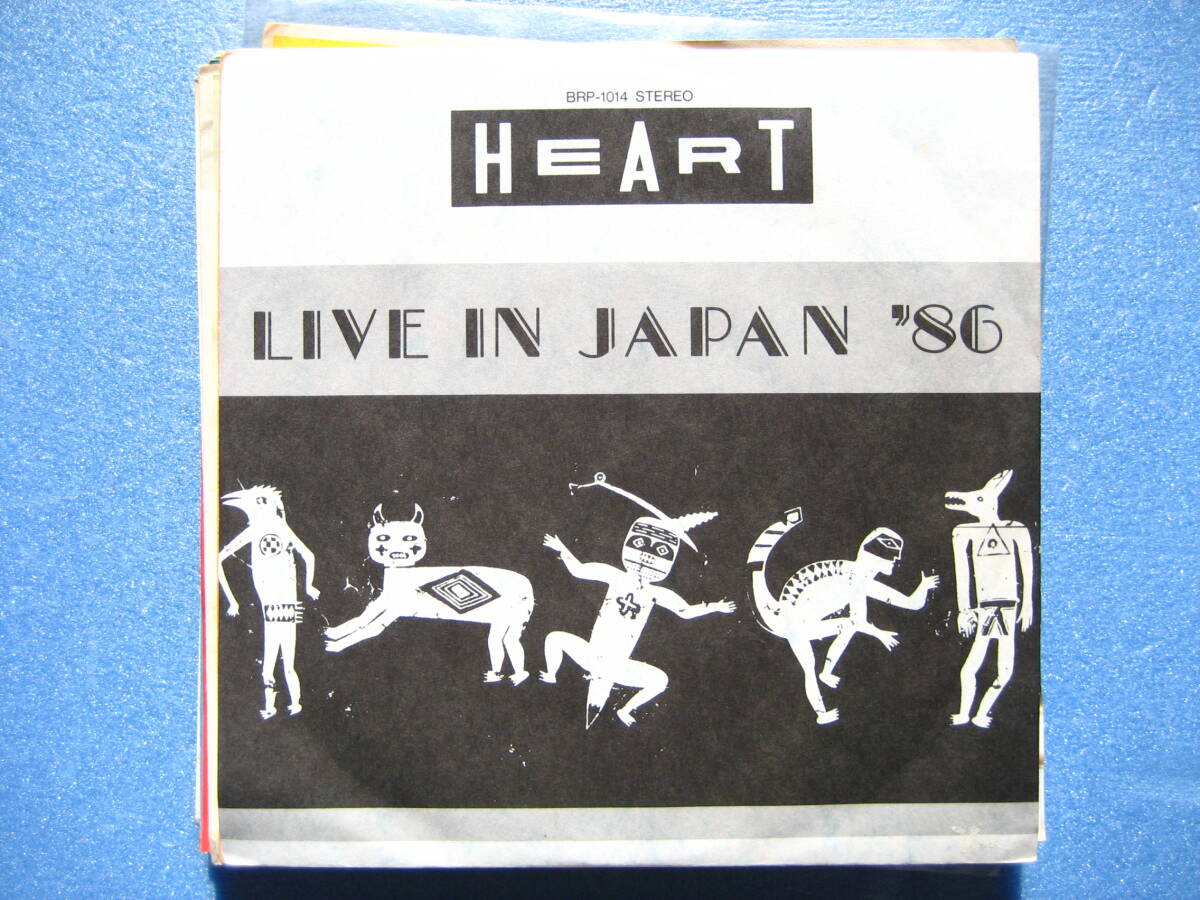 BRP-1014 STEREO
HEART
LIVE IN JAPAN '86